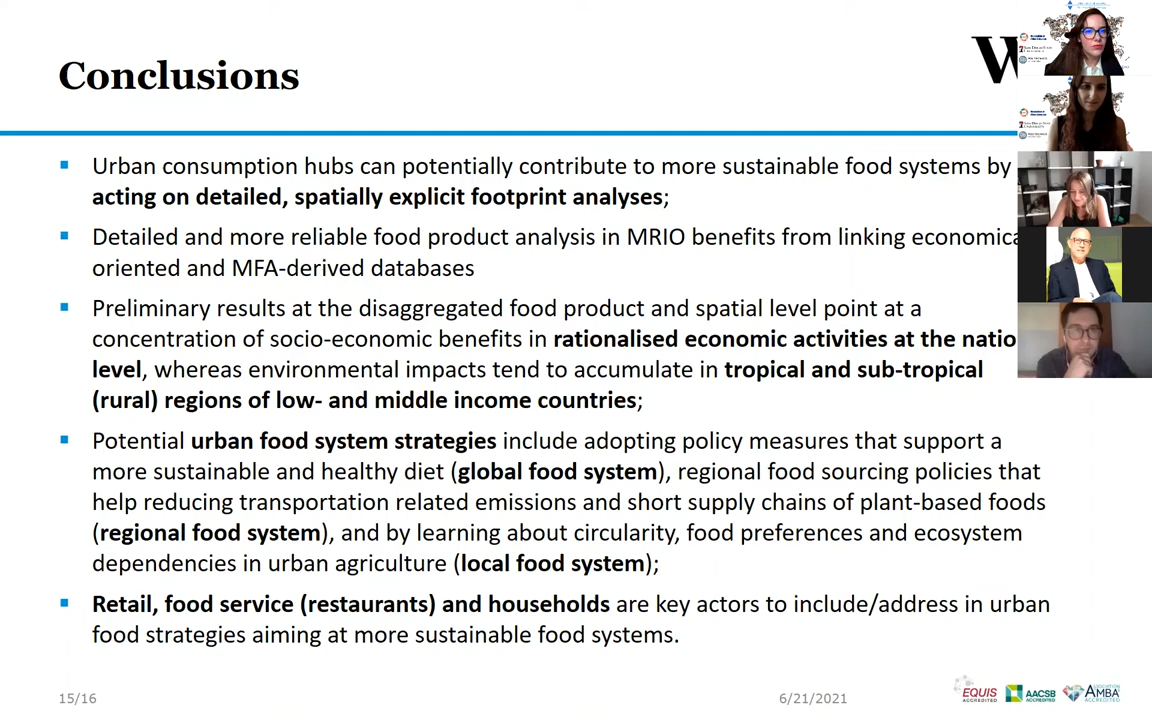 Conclusions
W
Urban consumption hubs can potentially contribute to more sustainable food systems by
acting on detailed, spatially explicit footprint analyses;
Detailed and more reliable food product analysis in MRIO benefits from linking economica
oriented and MFA-derived databases
Preliminary results at the disaggregated food product and spatial level point at a
concentration of socio-economic benefits in rationalised economic activities at the natio
level, whereas environmental impacts tend to accumulate in tropical and sub-tropical
(rural) regions of low- and middle income countries;
Potential urban food system strategies include adopting policy measures that support a
more sustainable and healthy diet (global food system), regional food sourcing policies that
help reducing transportation related emissions and short supply chains of plant-based foods
(regional food system), and by learning about circularity, food preferences and ecosystem
dependencies in urban agriculture (local food system);
Retail, food service (restaurants) and households are key actors to include/address in urban
food strategies aiming at more sustainable food systems.
15/16
6/21/2021
EQUIS
ACCREDITED
AACSB
ACCREDITED
AMBA
ACCREDITED